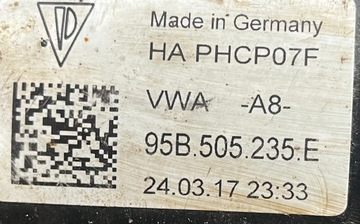 Made in Germany
HA PHCP07F
VWA -A8-
95B.505.235.E
24.03.17 23:33